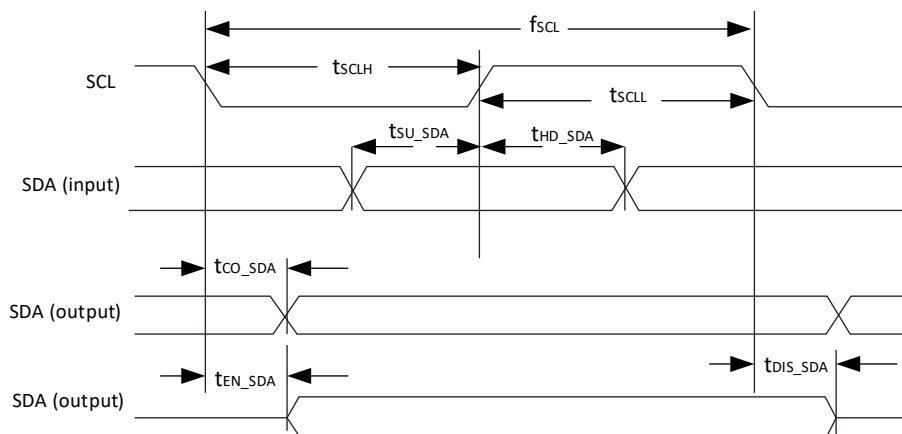 fSCL
SCL
tSCLH
tSCLL
tSU_SDA
tHD_SDA
SDA (input)
tCO_SDA
SDA (output)
tEN_SDA
tDIS_SDA
SDA (output)